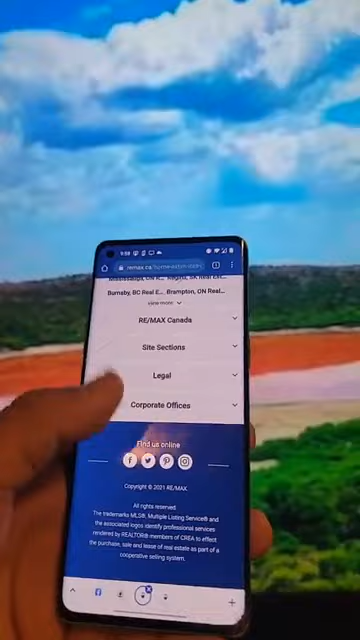 9:59
remax.ca/
Burnaby, BC Real E... Brampton, ON Real...
view more
RE/MAX Canada
Site Sections
Legal
Corporate Offices
Find us online
Copyright © 2021 RE/MAX
All rights reserved.
The trademarks MLS®, Multiple Listing Service® and
the associated logos identify professional services
rendered by REALTOR® members of CREA to effect
the purchase, sale and lease of real estate as part of a
cooperative selling system.